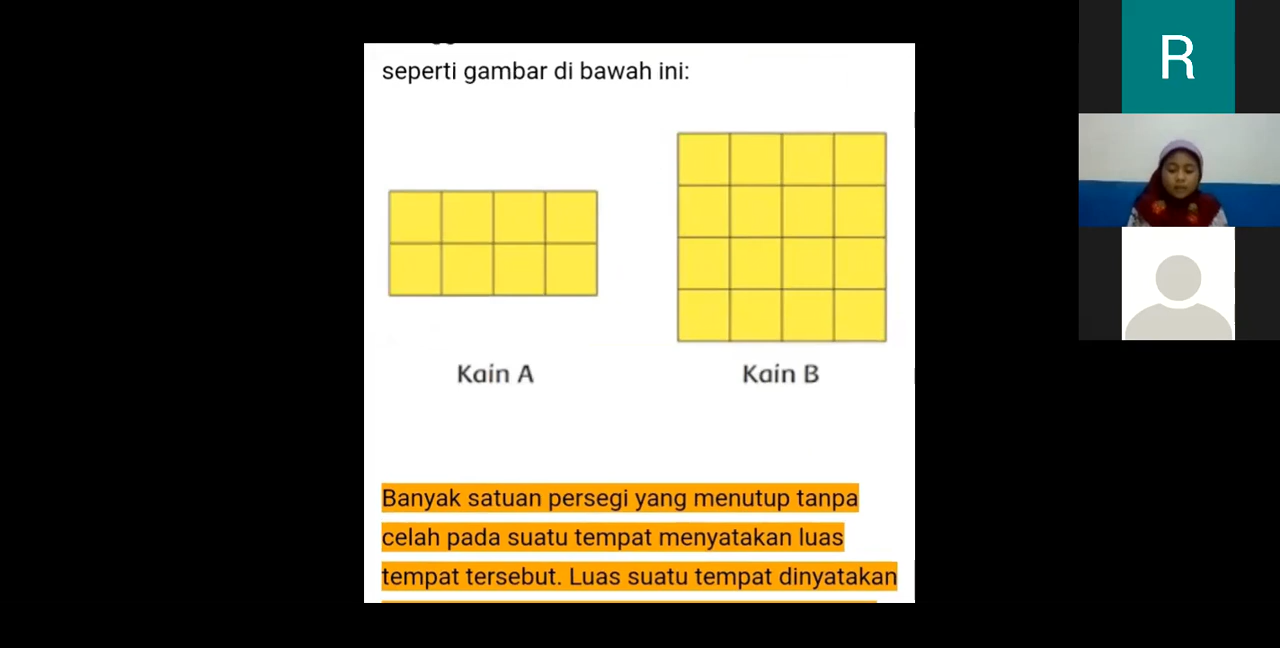 seperti gambar di bawah ini:
Kain A
Kain B
Banyak satuan persegi yang menutup tanpa
celah pada suatu tempat menyatakan luas
tempat tersebut. Luas suatu tempat dinyatakan
R